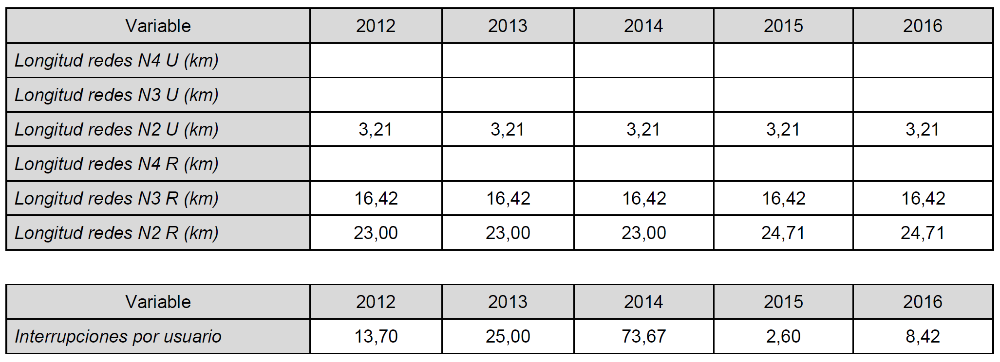 Variable 2012 2013 2014 2015 2016
Longitud redes N4 U (km)
Longitud redes N3 U (km)
Longitud redes N2 U (km) 3,21 3,21 3,21 3,21 3,21
Longitud redes N4 R (km)
Longitud redes N3 R (km) 16,42 16,42 16,42 16,42 16,42
Longitud redes N2 R (km) 23,00 23,00 23,00 24,71 24,71
Variable 2012 2013 2014 2015 2016
Interrupciones por usuario 13,70 25,00 73,67 2,60 8,42